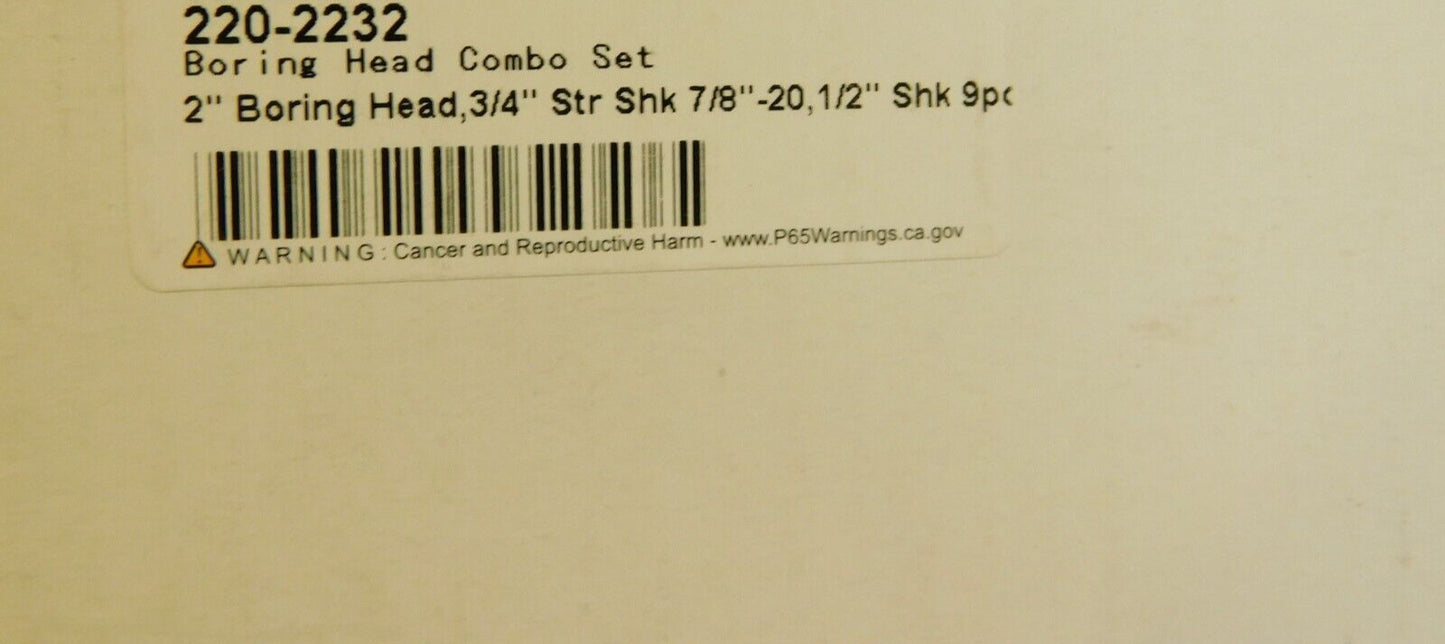 220-2232
Boring Head Combo Set
2" Boring Head,3/4" Str Shk 7/8"-20,1/2" Shk 9pc
WARNING: Cancer and Reproductive Harm - www.P65Warnings.ca.gov